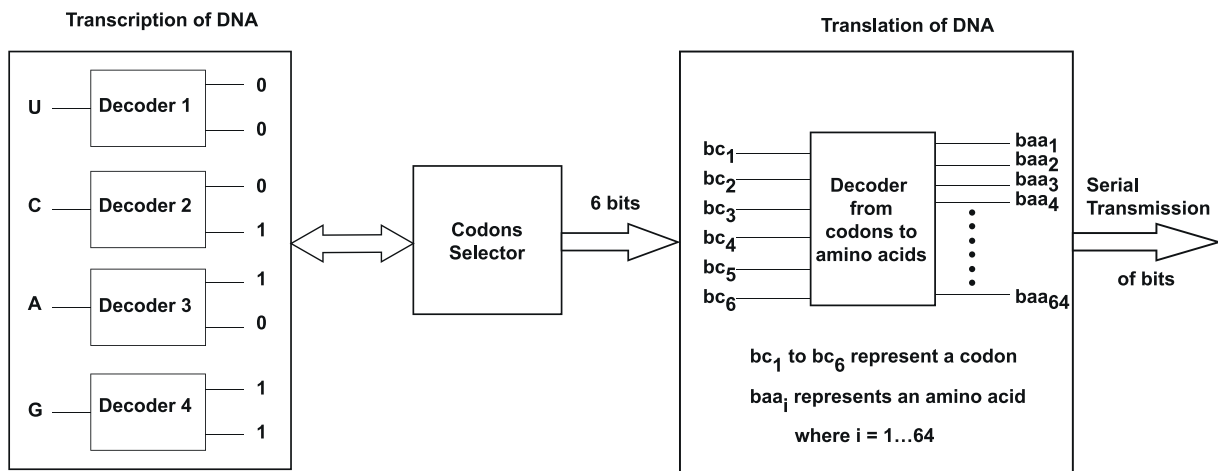 Transcription of DNA
U
Decoder 1
0
0
C
Decoder 2
0
1
A
Decoder 3
1
0
G
Decoder 4
1
1
Codons
Selector
6 bits
Translation of DNA
bc1
bc2
bc3
bc4
bc5
bc6
Decoder
from
codons to
amino acids
baa1
baa2
baa3
baa4
baa64
bc1 to bc6 represent a codon
baai represents an amino acid
where i = 1...64
Serial
Transmission
of bits